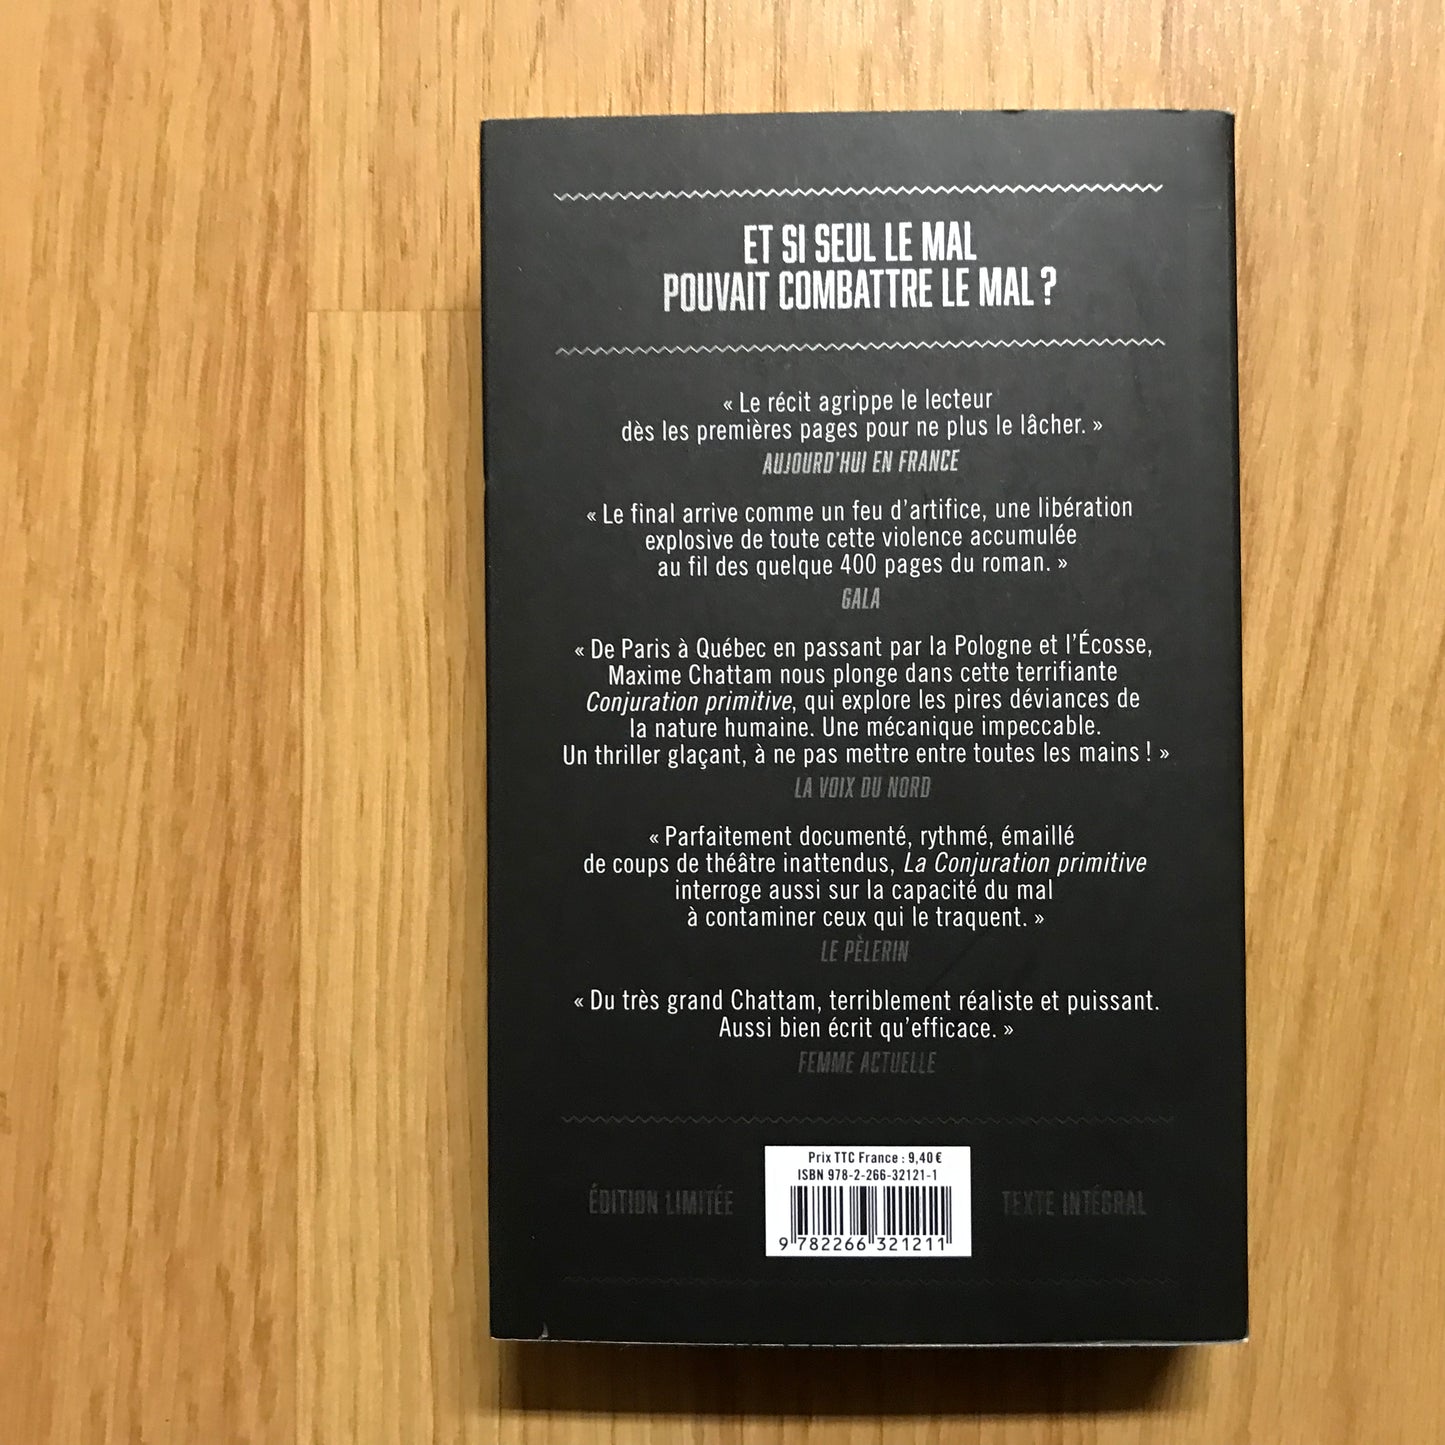 ET SI SEUL LE MAL
POUVAIT COMBATTRE LE MAL ?
« Le récit agrippe le lecteur
dès les premières pages pour ne plus le lâcher. »
AUJOURD'HUI EN FRANCE
« Le final arrive comme un feu d'artifice, une libération
explosive de toute cette violence accumulée
au fil des quelque 400 pages du roman. »
GALA
« De Paris à Québec en passant par la Pologne et l'Écosse,
Maxime Chattam nous plonge dans cette terrifiante
Conjuration primitive, qui explore les pires déviances de
la nature humaine. Une mécanique impeccable.
Un thriller glaçant, à ne pas mettre entre toutes les mains ! »
LA VOIX DU NORD
« Parfaitement documenté, rythmé, émaillé
de coups de théâtre inattendus, La Conjuration primitive
interroge aussi sur la capacité du mal
à contaminer ceux qui le traquent. »
LE PÈLERIN
« Du très grand Chattam, terriblement réaliste et puissant.
Aussi bien écrit qu'efficace. »
FEMME ACTUELLE
Prix TTC France : 9,40 €
ISBN 978-2-266-32121-1
ÉDITION LIMITÉE
TEXTE INTÉGRAL
9 782266 321211